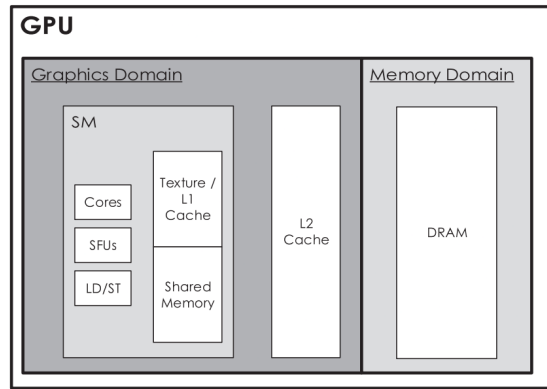 GPU
Graphics Domain
Memory Domain
SM
Cores
SFUs
LD/ST
Texture /
L1
Cache
Shared
Memory
L2
Cache
DRAM